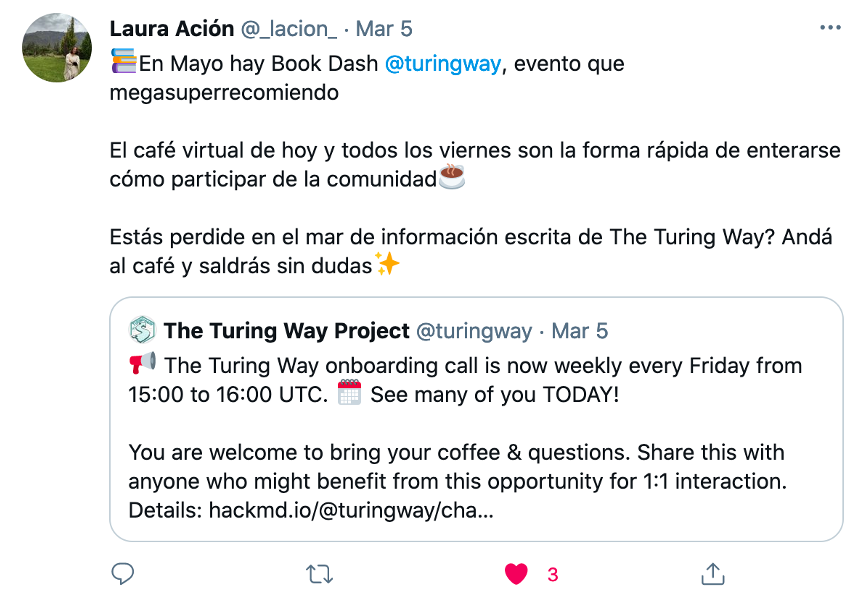 Laura Ación @_lacion_ · Mar 5
📚En Mayo hay Book Dash @turingway, evento que
megasuperrecomiendo
El café virtual de hoy y todos los viernes son la forma rápida de enterarse
cómo participar de la comunidad☕
Estás perdide en el mar de información escrita de The Turing Way? Andá
al café y saldrás sin dudas✨
The Turing Way Project @turingway · Mar 5
📢 The Turing Way onboarding call is now weekly every Friday from
15:00 to 16:00 UTC. 🗓 See many of you TODAY!
You are welcome to bring your coffee & questions. Share this with
anyone who might benefit from this opportunity for 1:1 interaction.
Details: hackmd.io/@turingway/cha...
3